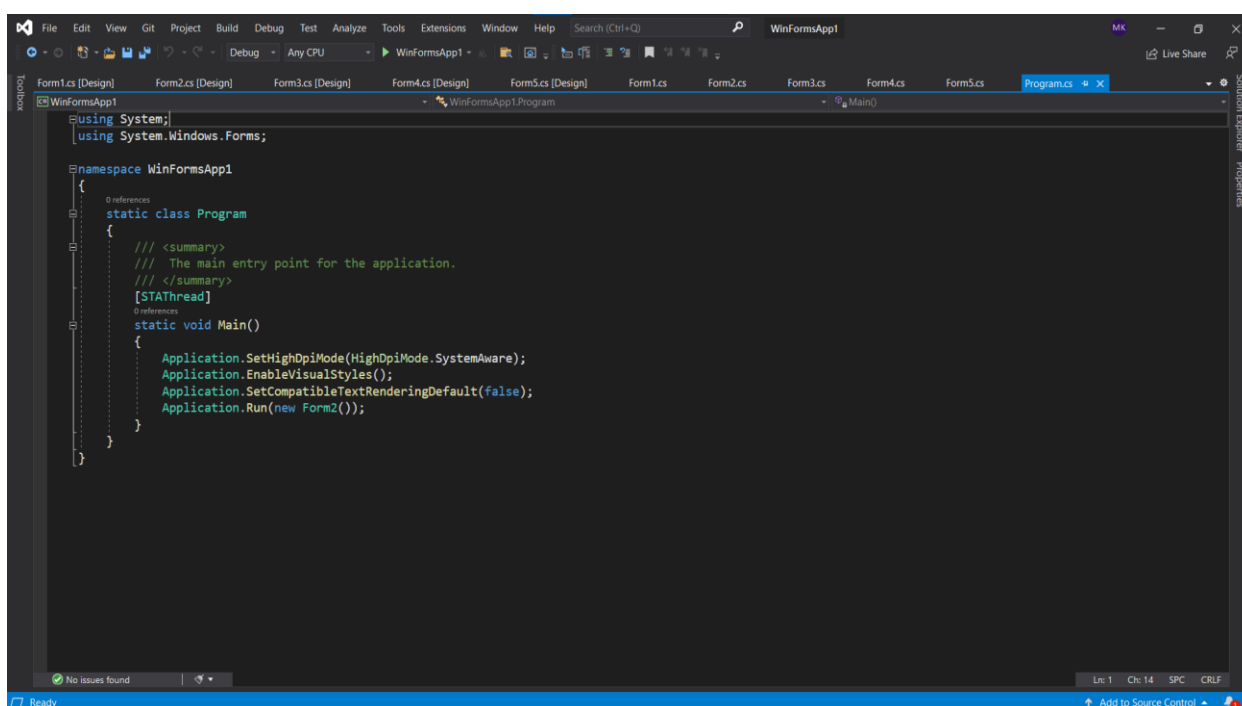 File Edit View Git Project Build Debug Test Analyze Tools Extensions Window Help Search (Ctrl+Q) WinFormsApp1 MK
Debug Any CPU WinFormsApp1 Live Share
Toolbox
Form1.cs [Design] Form2.cs [Design] Form3.cs [Design] Form4.cs [Design] Form5.cs [Design] Form1.cs Form2.cs Form3.cs Form4.cs Form5.cs Program.cs
C# WinFormsApp1 WinFormsApp1.Program Main()
using System;
using System.Windows.Forms;
namespace WinFormsApp1
{
0 references
static class Program
{
/// <summary>
/// The main entry point for the application.
/// </summary>
[STAThread]
0 references
static void Main()
{
Application.SetHighDpiMode(HighDpiMode.SystemAware);
Application.EnableVisualStyles();
Application.SetCompatibleTextRenderingDefault(false);
Application.Run(new Form2());
}
}
}
Solution Explorer
Properties
No issues found Ln: 1 Ch: 14 SPC CRLF
Ready Add to Source Control